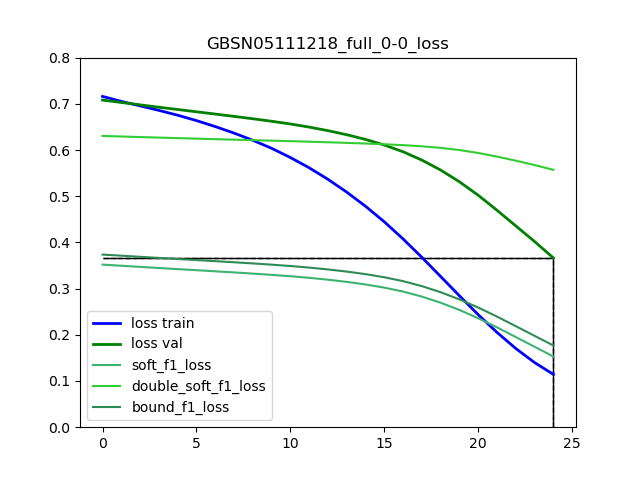 GBSN05111218_full_0-0_loss
0.8
0.7
0.6
0.5
0.4
0.3
0.2
0.1
0.0
loss train
loss val
soft_f1_loss
double_soft_f1_loss
bound_f1_loss
0 5 10 15 20 25